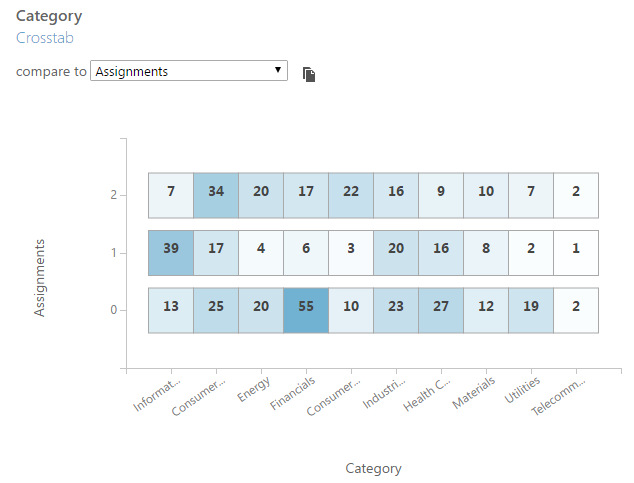 Category
Crosstab
compare to Assignments
2 7 34 20 17 22 16 9 10 7 2
1 39 17 4 6 3 20 16 8 2 1
0 13 25 20 55 10 23 27 12 19 2
Assignments
Informat... Consumer... Energy Financials Consumer... Industri... Health C... Materials Utilities Telecomm...
Category